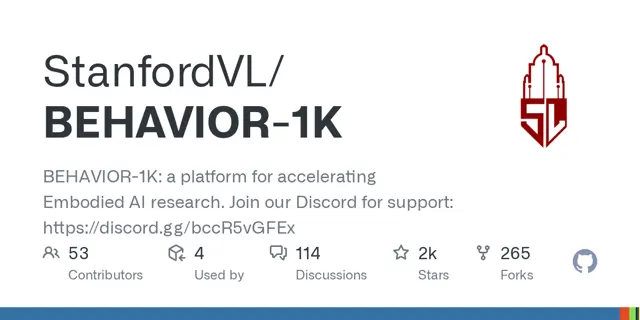 StanfordVL/
BEHAVIOR-1K
BEHAVIOR-1K: a platform for accelerating
Embodied AI research. Join our Discord for support:
https://discord.gg/bccR5vGFEx
53 4 114 2k 265
Contributors Used by Discussions Stars Forks
SL